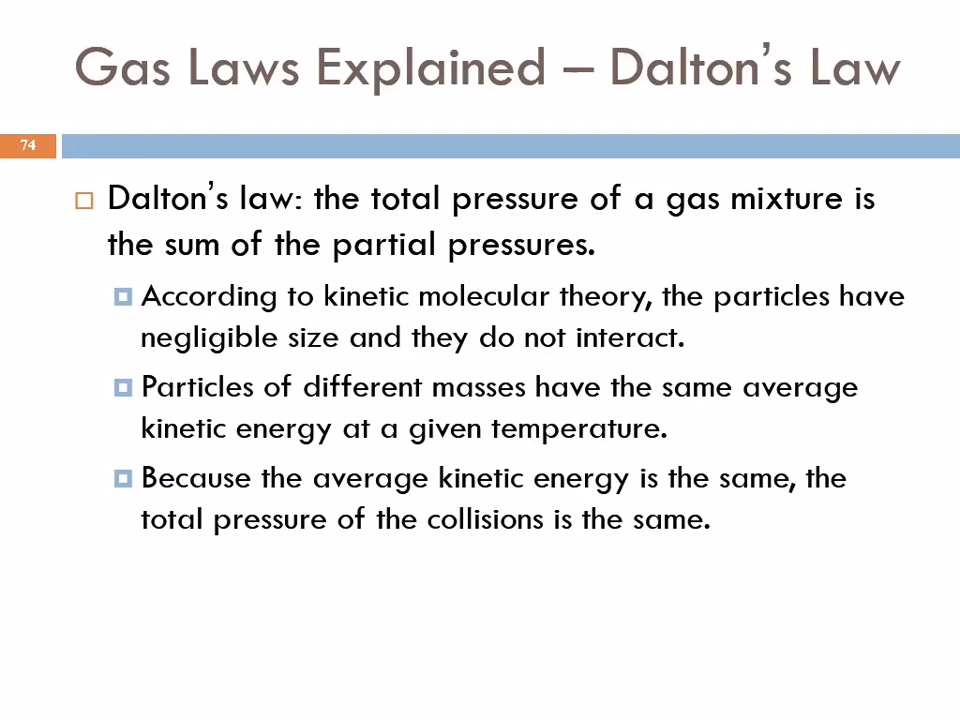 Gas Laws Explained – Dalton’s Law
74
Dalton’s law: the total pressure of a gas mixture is
the sum of the partial pressures.
According to kinetic molecular theory, the particles have
negligible size and they do not interact.
Particles of different masses have the same average
kinetic energy at a given temperature.
Because the average kinetic energy is the same, the
total pressure of the collisions is the same.